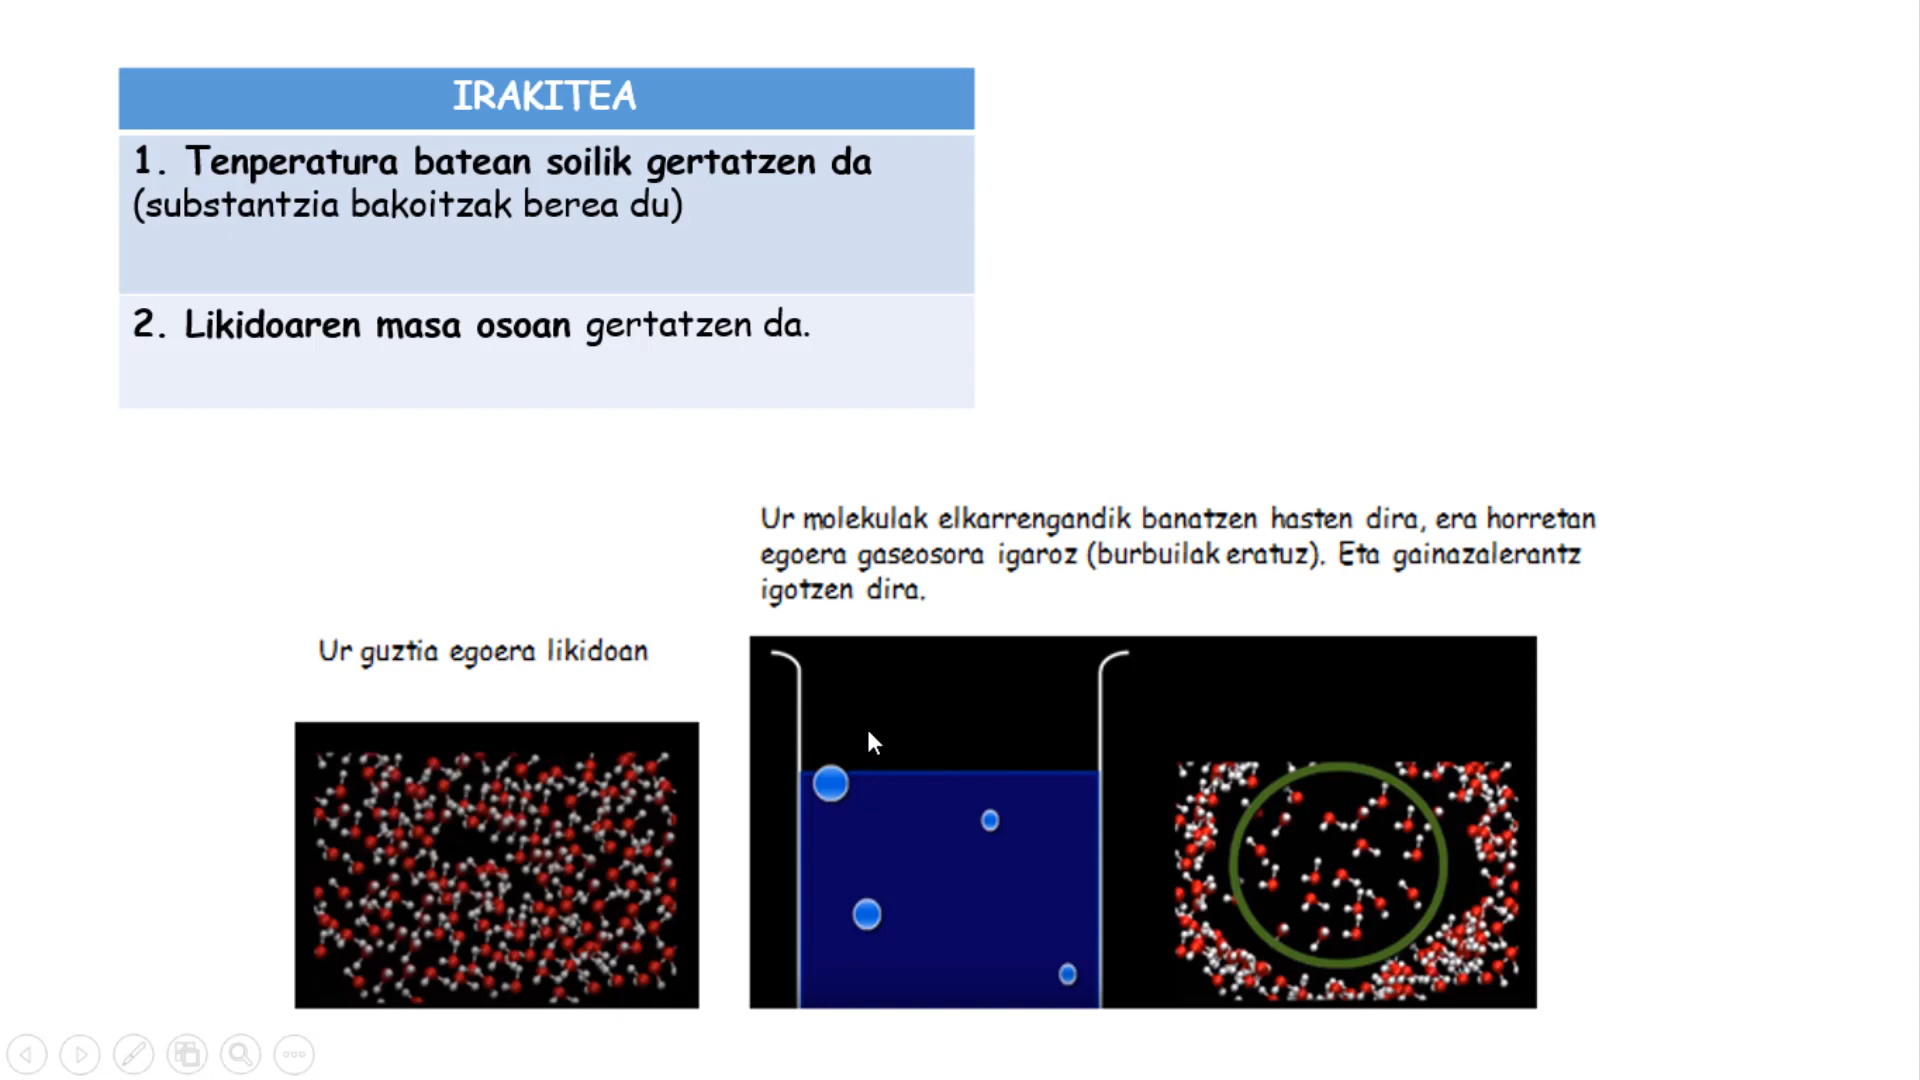 IRAKITEA
1. Tenperatura batean soilik gertatzen da
(substantzia bakoitzak berea du)
2. Likidoaren masa osoan gertatzen da.
Ur molekulak elkarrengandik banatzen hasten dira, era horretan
egoera gaseosora igaroz (burbuilak eratuz). Eta gainazalerantz
igotzen dira.
Ur guztia egoera likidoan